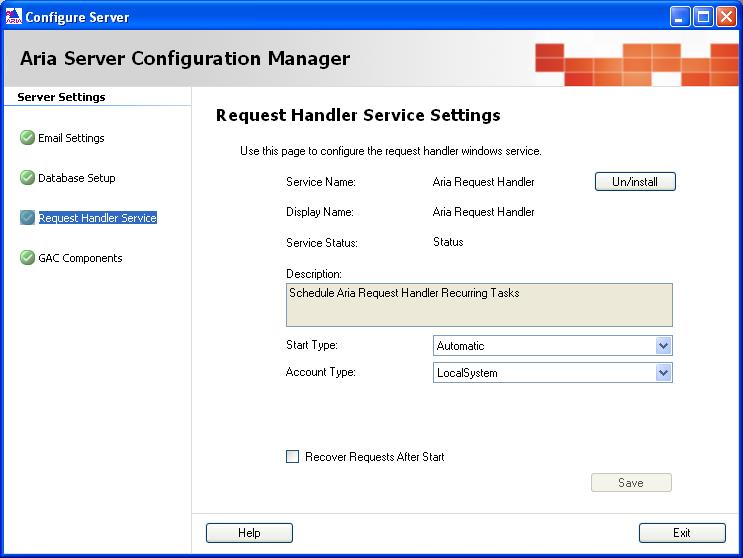 ARIA Configure Server
Aria Server Configuration Manager
Server Settings
Email Settings
Database Setup
Request Handler Service
GAC Components
Request Handler Service Settings
Use this page to configure the request handler windows service.
Service Name: Aria Request Handler Un/install
Display Name: Aria Request Handler
Service Status: Status
Description:
Schedule Aria Request Handler Recurring Tasks
Start Type: Automatic
Account Type: LocalSystem
Recover Requests After Start
Save
Help Exit